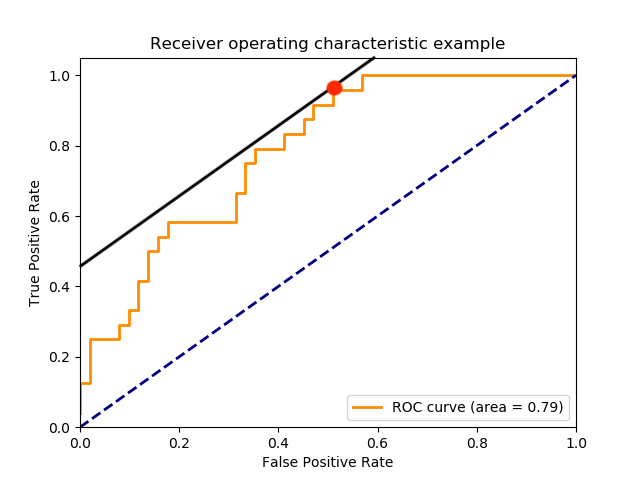 Receiver operating characteristic example
1.0
0.8
0.6
0.4
0.2
0.0
True Positive Rate
0.0 0.2 0.4 0.6 0.8 1.0
False Positive Rate
ROC curve (area = 0.79)